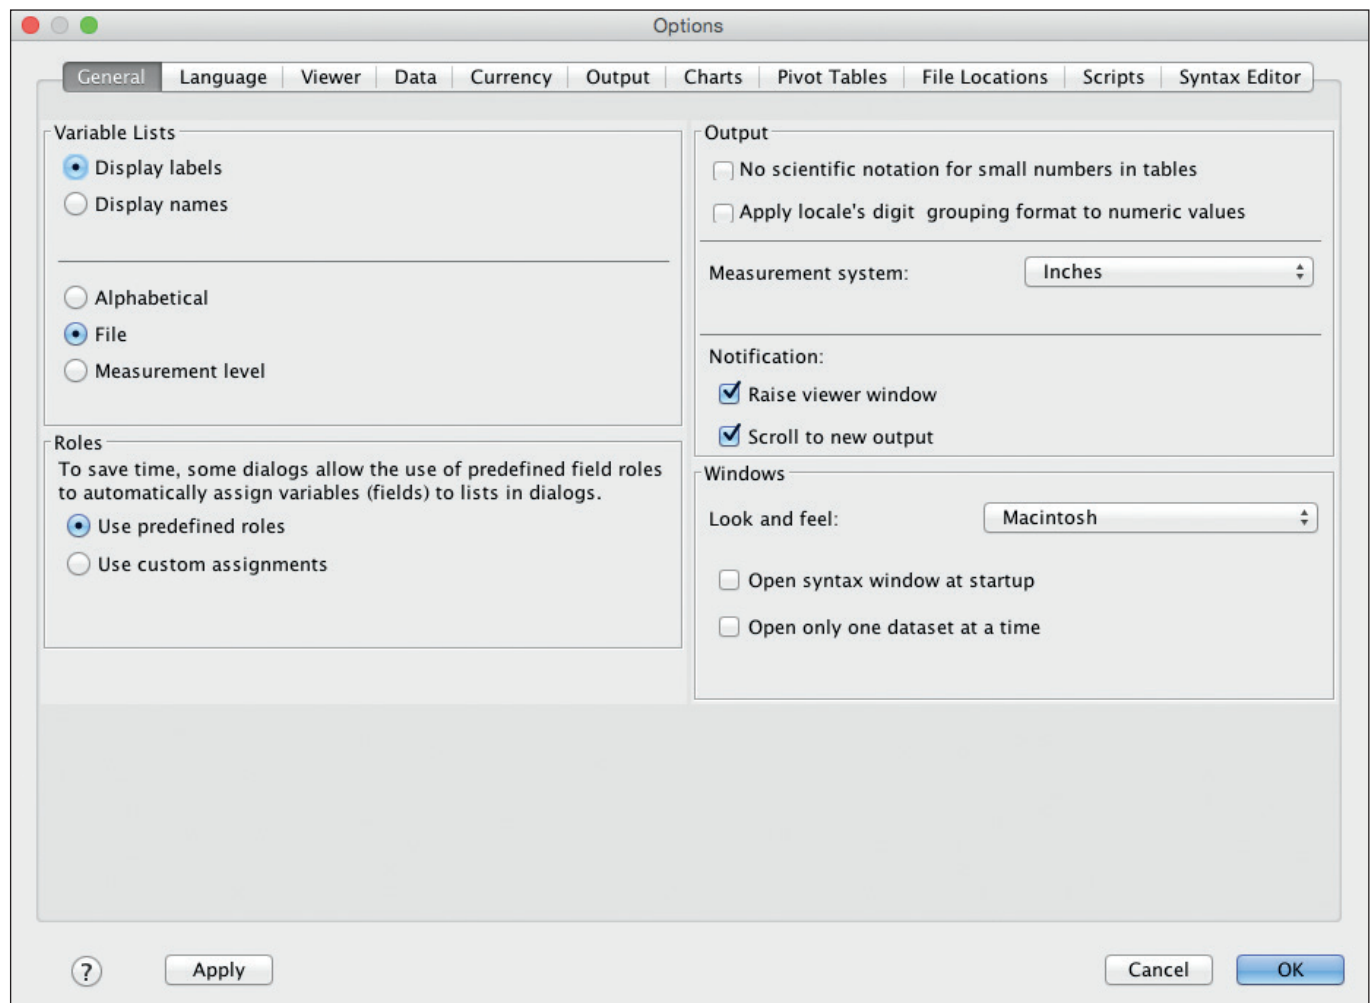 Options
General Language Viewer Data Currency Output Charts Pivot Tables File Locations Scripts Syntax Editor
Variable Lists
Display labels
Display names
Alphabetical
File
Measurement level
Roles
To save time, some dialogs allow the use of predefined field roles
to automatically assign variables (fields) to lists in dialogs.
Use predefined roles
Use custom assignments
Output
No scientific notation for small numbers in tables
Apply locale's digit grouping format to numeric values
Measurement system: Inches
Notification:
Raise viewer window
Scroll to new output
Windows
Look and feel: Macintosh
Open syntax window at startup
Open only one dataset at a time
? Apply Cancel OK